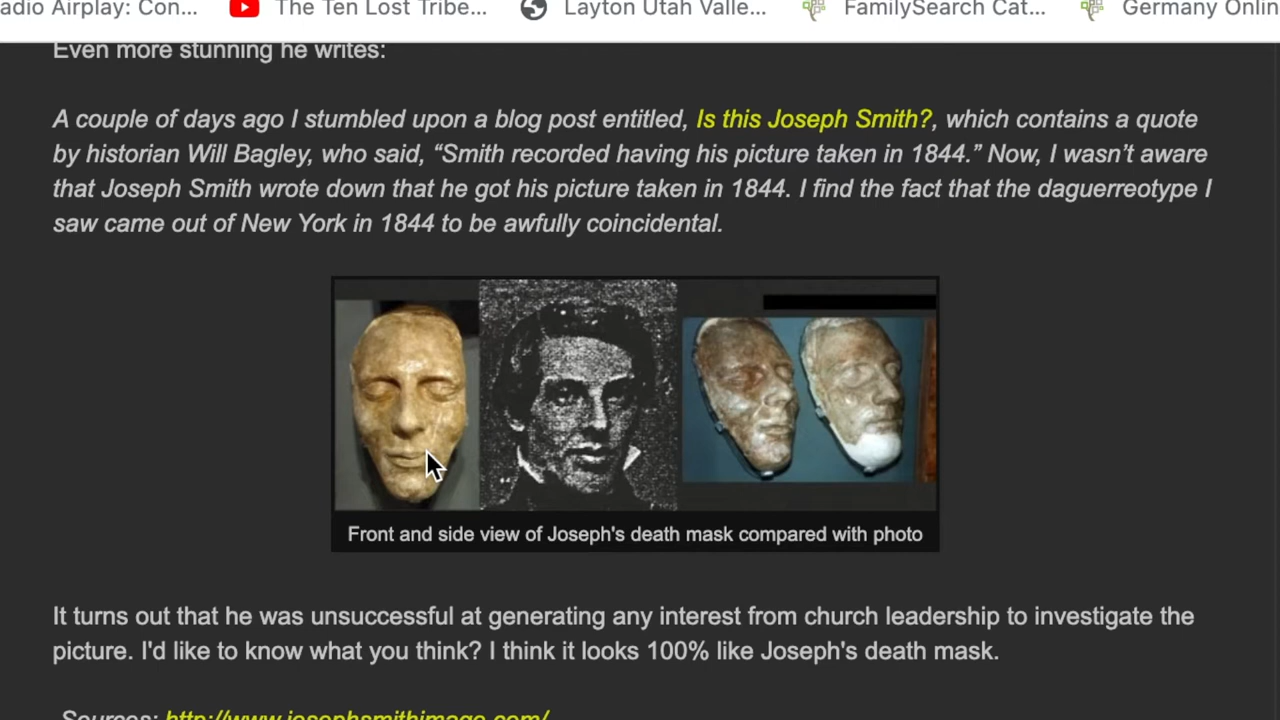 adio Airplay: Con... The Ten Lost Tribe... Layton Utah Valle... FamilySearch Cat... Germany Onlin
Even more stunning he writes:
A couple of days ago I stumbled upon a blog post entitled, Is this Joseph Smith?, which contains a quote
by historian Will Bagley, who said, “Smith recorded having his picture taken in 1844.” Now, I wasn’t aware
that Joseph Smith wrote down that he got his picture taken in 1844. I find the fact that the daguerreotype I
saw came out of New York in 1844 to be awfully coincidental.
Front and side view of Joseph's death mask compared with photo
It turns out that he was unsuccessful at generating any interest from church leadership to investigate the
picture. I'd like to know what you think? I think it looks 100% like Joseph's death mask.
Sources: http://www.josephsmithimage.com/